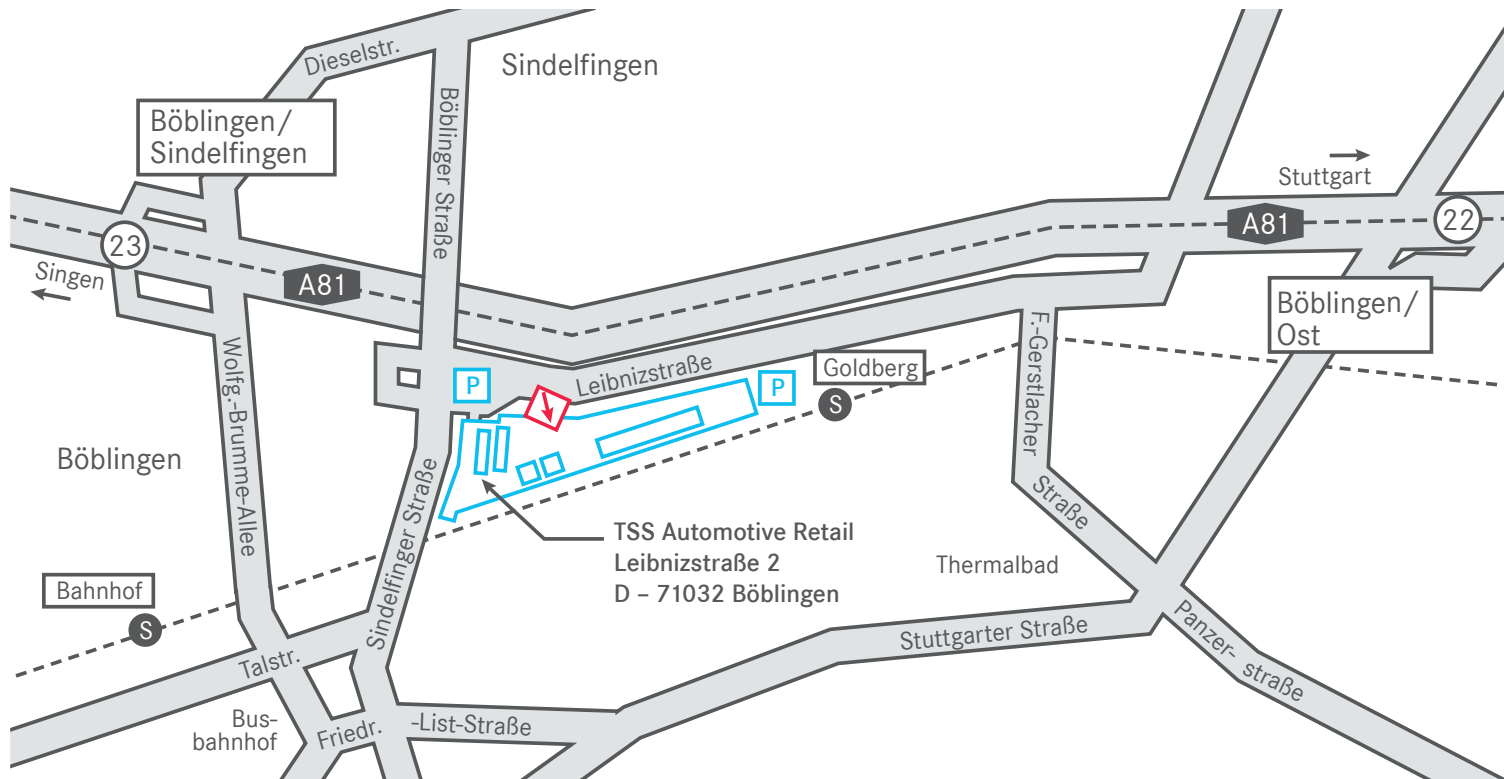 Dieselstr.
Sindelfingen
Böblingen/
Sindelfingen
Böblinger Straße
Stuttgart
A81
22
23
Singen
A81
Böblingen/
Ost
Wolfg.-Brumme-Allee
P
Leibnizstraße
Goldberg
P
S
F.-Gerstlacher
Straße
Böblingen
Sindelfinger Straße
TSS Automotive Retail
Leibnizstraße 2
D – 71032 Böblingen
Thermalbad
Bahnhof
S
Stuttgarter Straße
Panzer- straße
Talstr.
Bus-
bahnhof
Friedr. -List-Straße